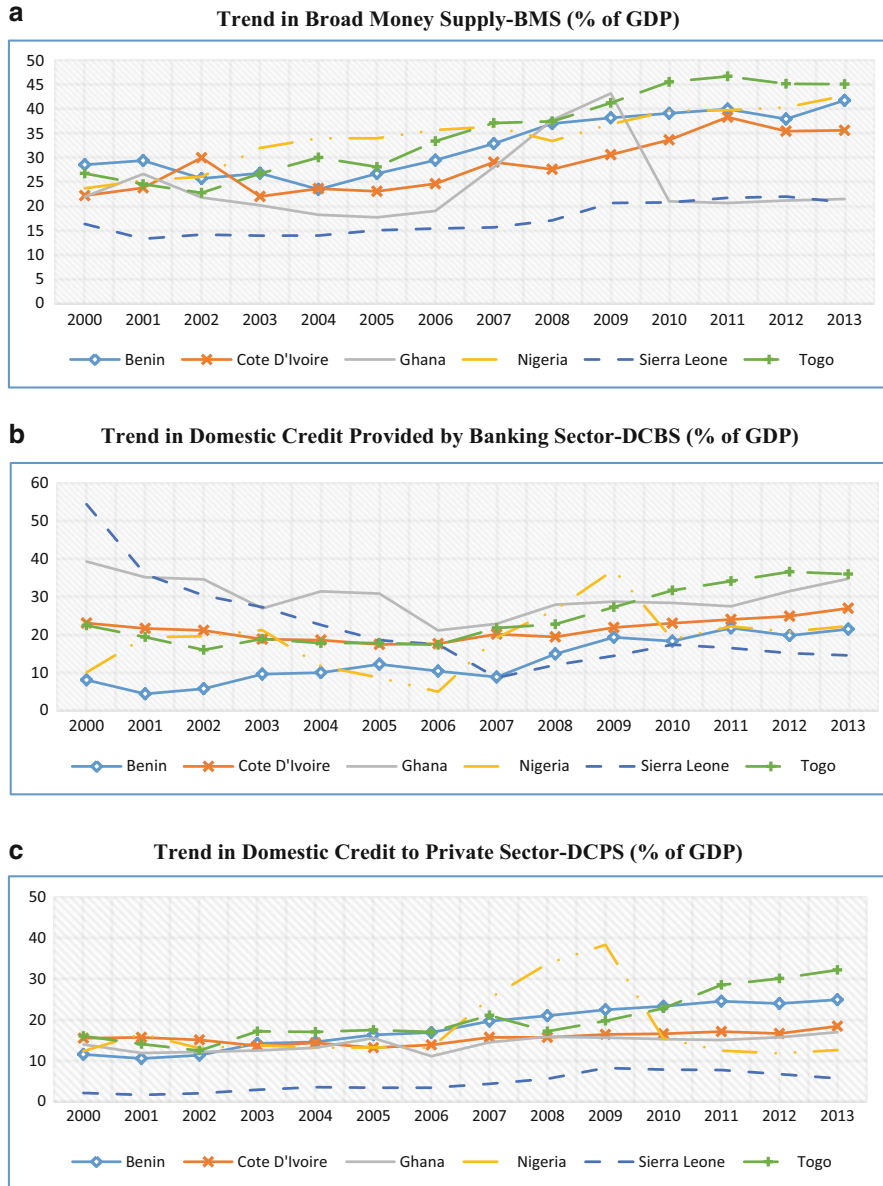 a
Trend in Broad Money Supply-BMS (% of GDP)
50
45
40
35
30
25
20
15
10
5
0
2000 2001 2002 2003 2004 2005 2006 2007 2008 2009 2010 2011 2012 2013
Benin Cote D'Ivoire Ghana Nigeria Sierra Leone Togo
b
Trend in Domestic Credit Provided by Banking Sector-DCBS (% of GDP)
60
50
40
30
20
10
0
2000 2001 2002 2003 2004 2005 2006 2007 2008 2009 2010 2011 2012 2013
Benin Cote D'Ivoire Ghana Nigeria Sierra Leone Togo
c
Trend in Domestic Credit to Private Sector-DCPS (% of GDP)
50
40
30
20
10
0
2000 2001 2002 2003 2004 2005 2006 2007 2008 2009 2010 2011 2012 2013
Benin Cote D'Ivoire Ghana Nigeria Sierra Leone Togo